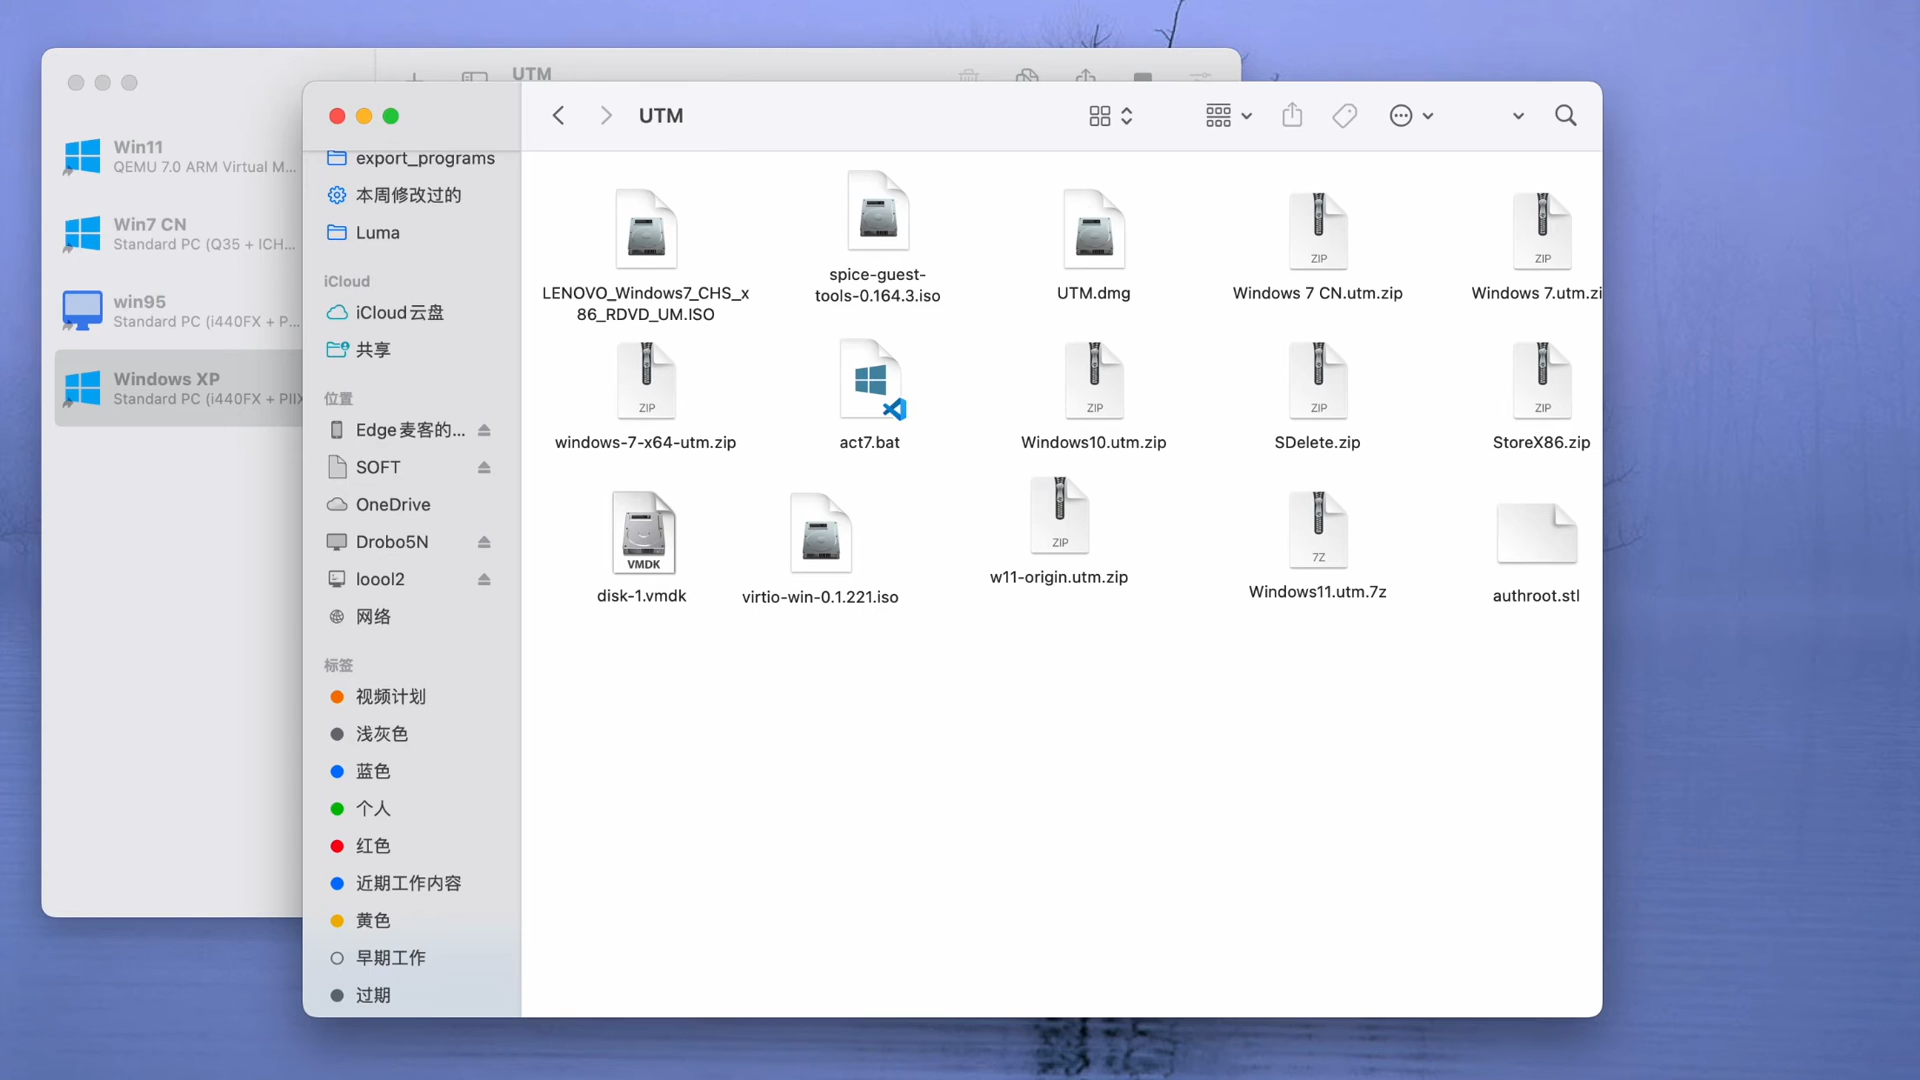 UTM
Win11
QEMU 7.0 ARM Virtual M...
Win7 CN
Standard PC (Q35 + ICH...
win95
Standard PC (i440FX + P...
Windows XP
Standard PC (i440FX + PIIX
UTM
export_programs
本周修改过的
Luma
iCloud
iCloud云盘
共享
位置
Edge麦客的...
SOFT
OneDrive
Drobo5N
loool2
网络
标签
视频计划
浅灰色
蓝色
个人
红色
近期工作内容
黄色
早期工作
过期
ZIP
ZIP
LENOVO_Windows7_CHS_x
86_RDVD_UM.ISO
spice-guest-
tools-0.164.3.iso
UTM.dmg
Windows 7 CN.utm.zip
Windows 7.utm.zi
ZIP
ZIP
ZIP
ZIP
windows-7-x64-utm.zip
act7.bat
Windows10.utm.zip
SDelete.zip
StoreX86.zip
VMDK
ZIP
7Z
disk-1.vmdk
virtio-win-0.1.221.iso
w11-origin.utm.zip
Windows11.utm.7z
authroot.stl